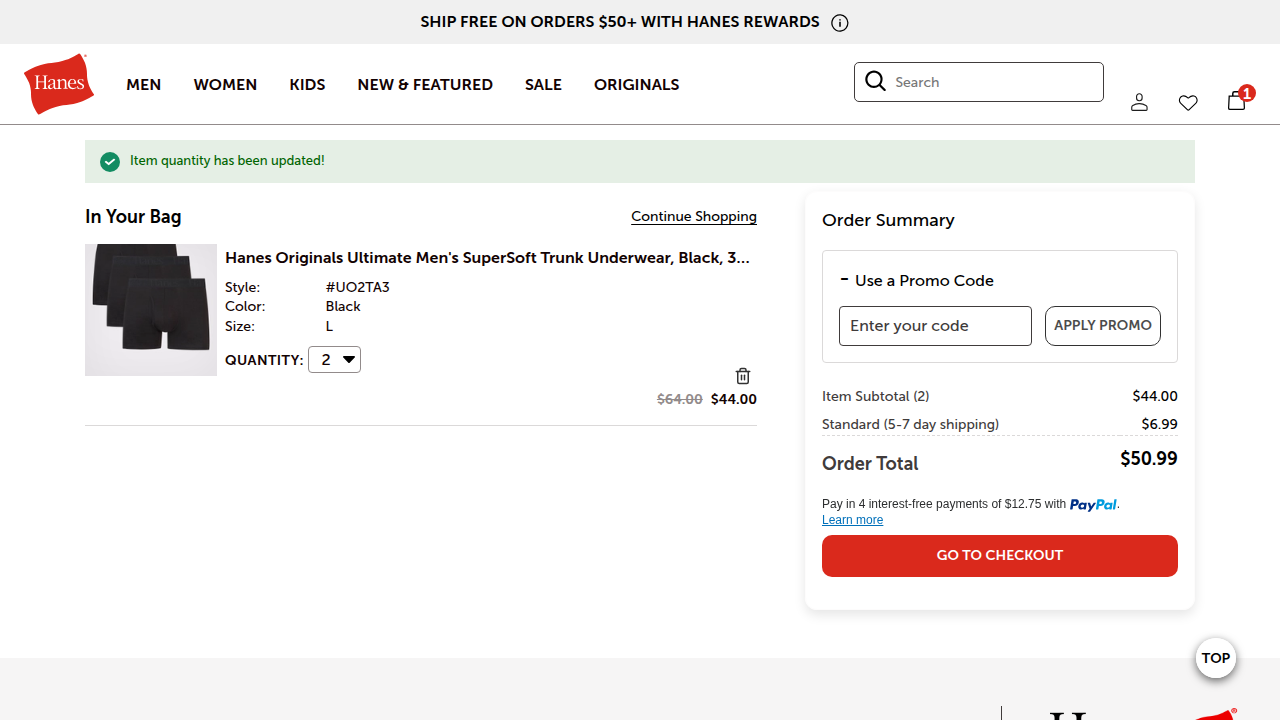 SHIP FREE ON ORDERS $50+ WITH HANES REWARDS
Hanes
MEN
WOMEN
KIDS
NEW & FEATURED
SALE
ORIGINALS
Search
1
Item quantity has been updated!
In Your Bag
Continue Shopping
Hanes Originals Ultimate Men's SuperSoft Trunk Underwear, Black, 3...
Style: #UO2TA3
Color: Black
Size: L
QUANTITY: 2
$64.00 $44.00
Order Summary
- Use a Promo Code
Enter your code
APPLY PROMO
Item Subtotal (2) $44.00
Standard (5-7 day shipping) $6.99
Order Total $50.99
Pay in 4 interest-free payments of $12.75 with PayPal.
Learn more
GO TO CHECKOUT
TOP